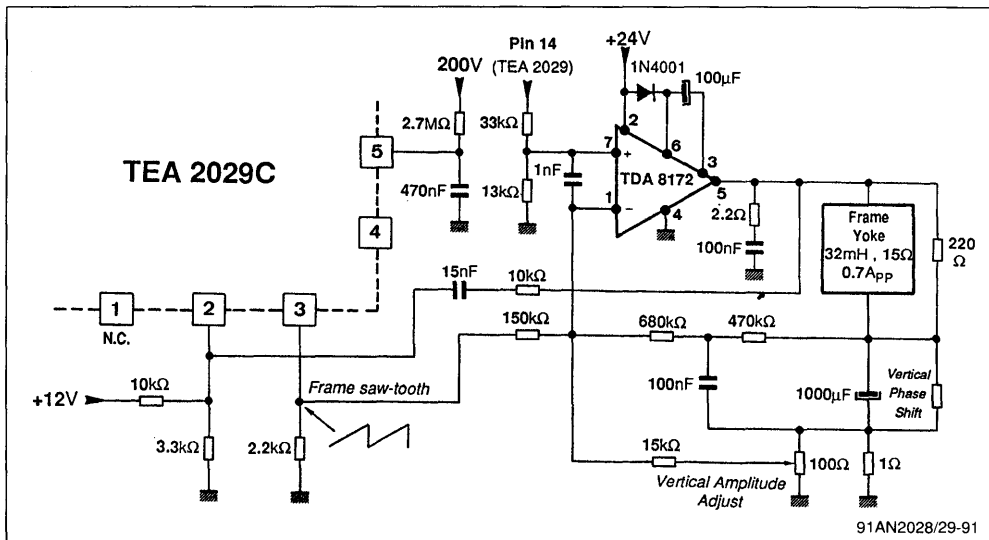 +24V
Pin 14
(TEA 2029)
1N4001
100µF
200V
2.7MΩ
33kΩ
2
6
5
7
+
3
TEA 2029C
1nF
TDA 8172
5
470nF
13kΩ
1
−
4
2.2Ω
Frame
Yoke
32mH , 15Ω
0.7APP
220
Ω
4
100nF
15nF
10kΩ
1
2
3
150kΩ
680kΩ
470kΩ
N.C.
10kΩ
Frame saw-tooth
100nF
1000µF
Vertical
Phase
Shift
+12V
3.3kΩ
2.2kΩ
15kΩ
100Ω
1Ω
Vertical Amplitude
Adjust
91AN2028/29-91